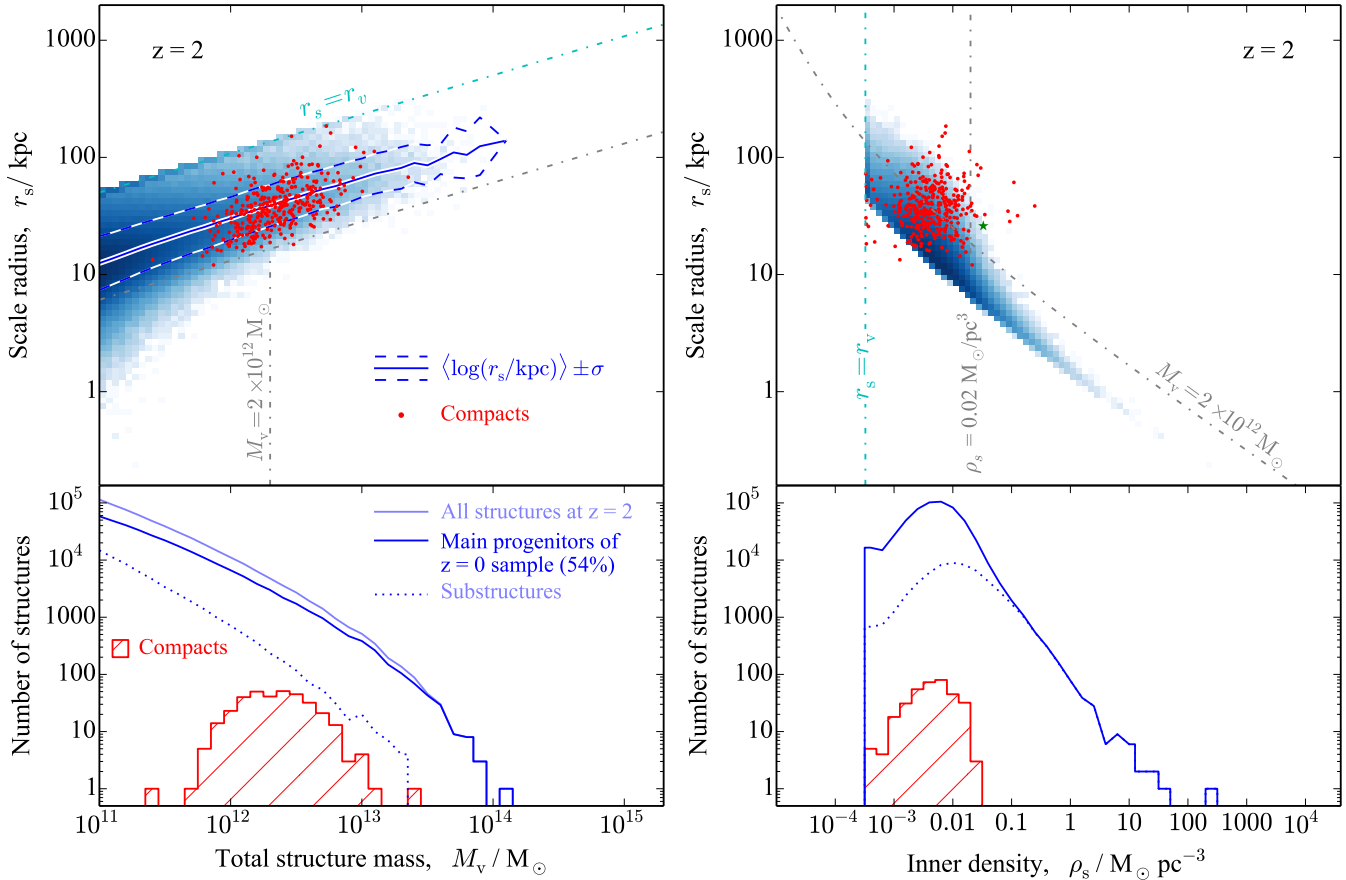 z = 2
r_s = r_v
1000
100
10
1
Scale radius, r_s / kpc
M_v = 2 × 10^12 M_⊙
⟨log(r_s/kpc)⟩ ± σ
Compacts
z = 2
1000
100
10
1
Scale radius, r_s / kpc
r_s = r_v
ρ_s = 0.02 M_⊙/pc^3
M_v = 2 × 10^12 M_⊙
10^5
10^4
1000
100
10
1
Number of structures
All structures at z = 2
Main progenitors of
z = 0 sample (54%)
Substructures
Compacts
10^11 10^12 10^13 10^14 10^15
Total structure mass, M_v / M_⊙
10^5
10^4
1000
100
10
1
Number of structures
10^−4 10^−3 0.01 0.1 1 10 100 1000 10^4
Inner density, ρ_s / M_⊙ pc^−3